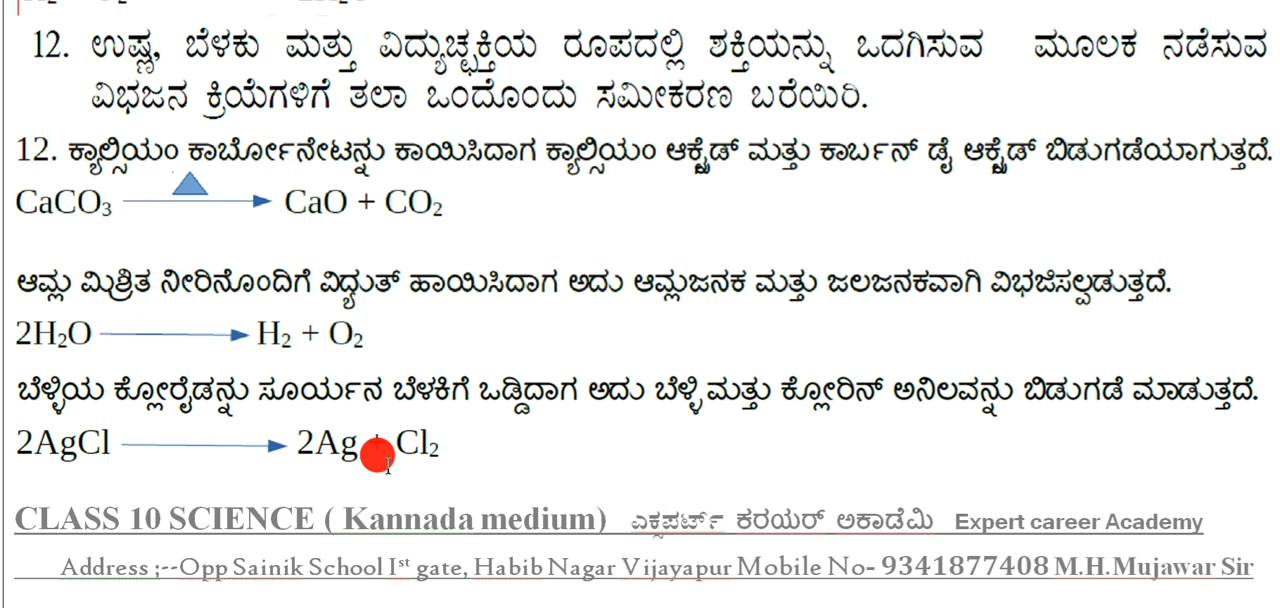 12. ಉಷ್ಣ, ಬೆಳಕು ಮತ್ತು ವಿದ್ಯುಚ್ಛಕ್ತಿಯ ರೂಪದಲ್ಲಿ ಶಕ್ತಿಯನ್ನು ಒದಗಿಸುವ ಮೂಲಕ ನಡೆಸುವ
ವಿಭಜನ ಕ್ರಿಯೆಗಳಿಗೆ ತಲಾ ಒಂದೊಂದು ಸಮೀಕರಣ ಬರೆಯಿರಿ.
12. ಕ್ಯಾಲ್ಸಿಯಂ ಕಾರ್ಬೋನೇಟನ್ನು ಕಾಯಿಸಿದಾಗ ಕ್ಯಾಲ್ಸಿಯಂ ಆಕ್ಸೈಡ್ ಮತ್ತು ಕಾರ್ಬನ್ ಡೈ ಆಕ್ಸೈಡ್ ಬಿಡುಗಡೆಯಾಗುತ್ತದೆ.
CaCO₃ → CaO + CO₂
ಆಮ್ಲ ಮಿಶ್ರಿತ ನೀರಿನೊಂದಿಗೆ ವಿದ್ಯುತ್ ಹಾಯಿಸಿದಾಗ ಅದು ಆಮ್ಲಜನಕ ಮತ್ತು ಜಲಜನಕವಾಗಿ ವಿಭಜಿಸಲ್ಪಡುತ್ತದೆ.
2H₂O → H₂ + O₂
ಬೆಳ್ಳಿಯ ಕ್ಲೋರೈಡನ್ನು ಸೂರ್ಯನ ಬೆಳಕಿಗೆ ಒಡ್ಡಿದಾಗ ಅದು ಬೆಳ್ಳಿ ಮತ್ತು ಕ್ಲೋರಿನ್ ಅನಿಲವನ್ನು ಬಿಡುಗಡೆ ಮಾಡುತ್ತದೆ.
2AgCl → 2Ag + Cl₂
CLASS 10 SCIENCE ( Kannada medium) ಎಕ್ಸಪರ್ಟ್ ಕರಯರ್ ಅಕಾಡೆಮಿ Expert career Academy
Address ;--Opp Sainik School Iˢᵗ gate, Habib Nagar Vijayapur Mobile No- 9341877408 M.H.Mujawar Sir